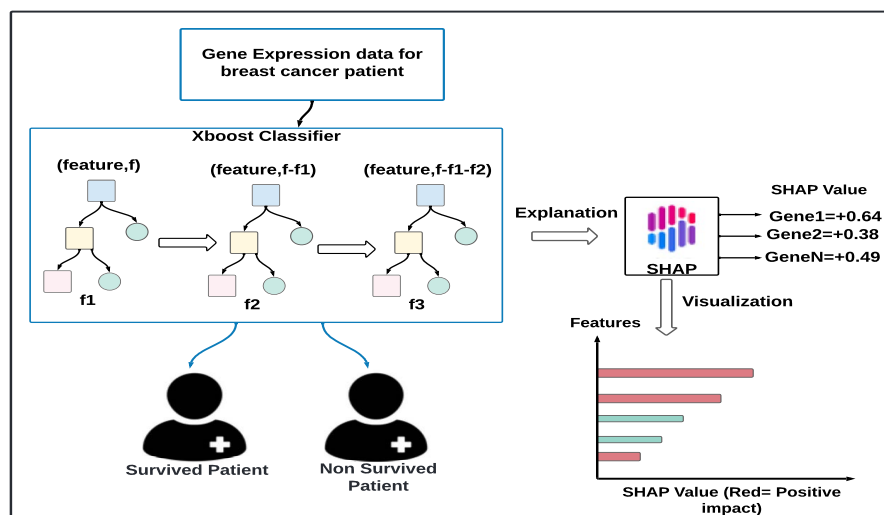 Gene Expression data for
breast cancer patient
Xboost Classifier
(feature,f)
(feature,f-f1)
(feature,f-f1-f2)
f1
f2
f3
Survived Patient
Non Survived
Patient
Explanation
SHAP
SHAP Value
Gene1=+0.64
Gene2=+0.38
GeneN=+0.49
Visualization
Features
SHAP Value (Red= Positive
impact)